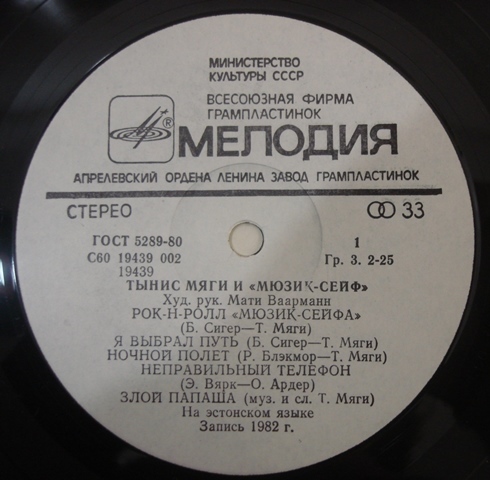 МИНИСТЕРСТВО
КУЛЬТУРЫ СССР
ВСЕСОЮЗНАЯ ФИРМА
ГРАМПЛАСТИНОК
® МЕЛОДИЯ
АПРЕЛЕВСКИЙ ОРДЕНА ЛЕНИНА ЗАВОД ГРАМПЛАСТИНОК
СТЕРЕО 33
ГОСТ 5289-80 1
С60 19439 002 Гр. 3. 2-25
19439
ТЫНИС МЯГИ И «МЮЗИК-СЕЙФ»
Худ. рук. Мати Ваарманн
РОК-Н-РОЛЛ «МЮЗИК-СЕЙФА»
(Б. Сигер—Т. Мяги)
Я ВЫБРАЛ ПУТЬ (Б. Сигер—Т. Мяги)
НОЧНОЙ ПОЛЕТ (Р. Блэкмор—Т. Мяги)
НЕПРАВИЛЬНЫЙ ТЕЛЕФОН
(Э. Вярк—О. Ардер)
ЗЛОЙ ПАПАША (муз. и сл. Т. Мяги)
На эстонском языке
Запись 1982 г.